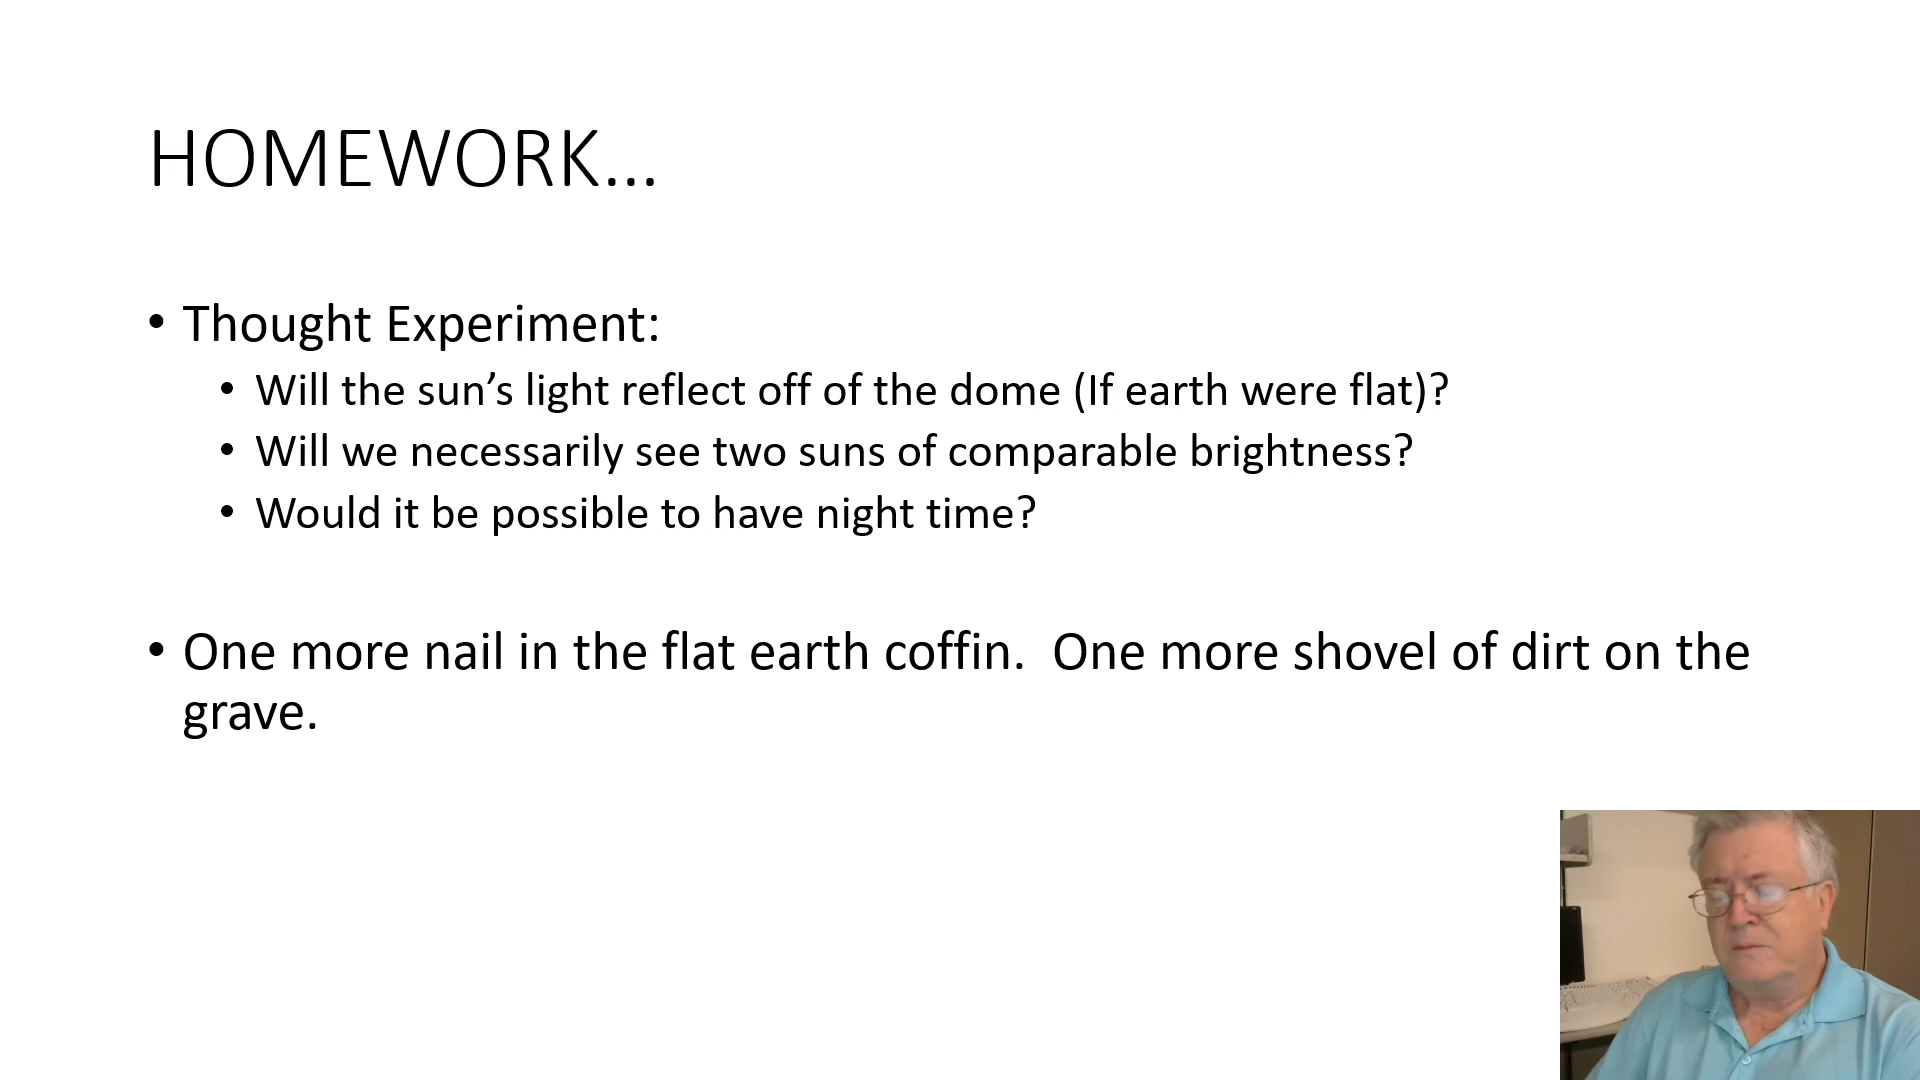 HOMEWORK...
• Thought Experiment:
• Will the sun’s light reflect off of the dome (If earth were flat)?
• Will we necessarily see two suns of comparable brightness?
• Would it be possible to have night time?
• One more nail in the flat earth coffin.  One more shovel of dirt on the
grave.